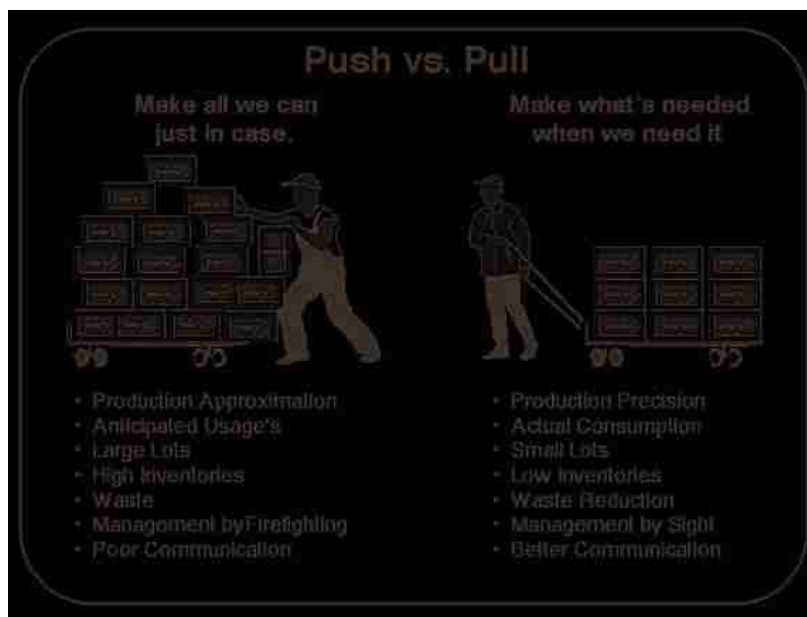 Push vs. Pull
Make all we can
just in case.
Make what's needed
when we need it
• Production Approximation
• Anticipated Usage's
• Large Lots
• High Inventories
• Waste
• Management by Firefighting
• Poor Communication
• Production Precision
• Actual Consumption
• Small Lots
• Low Inventories
• Waste Reduction
• Management by Sight
• Better Communication